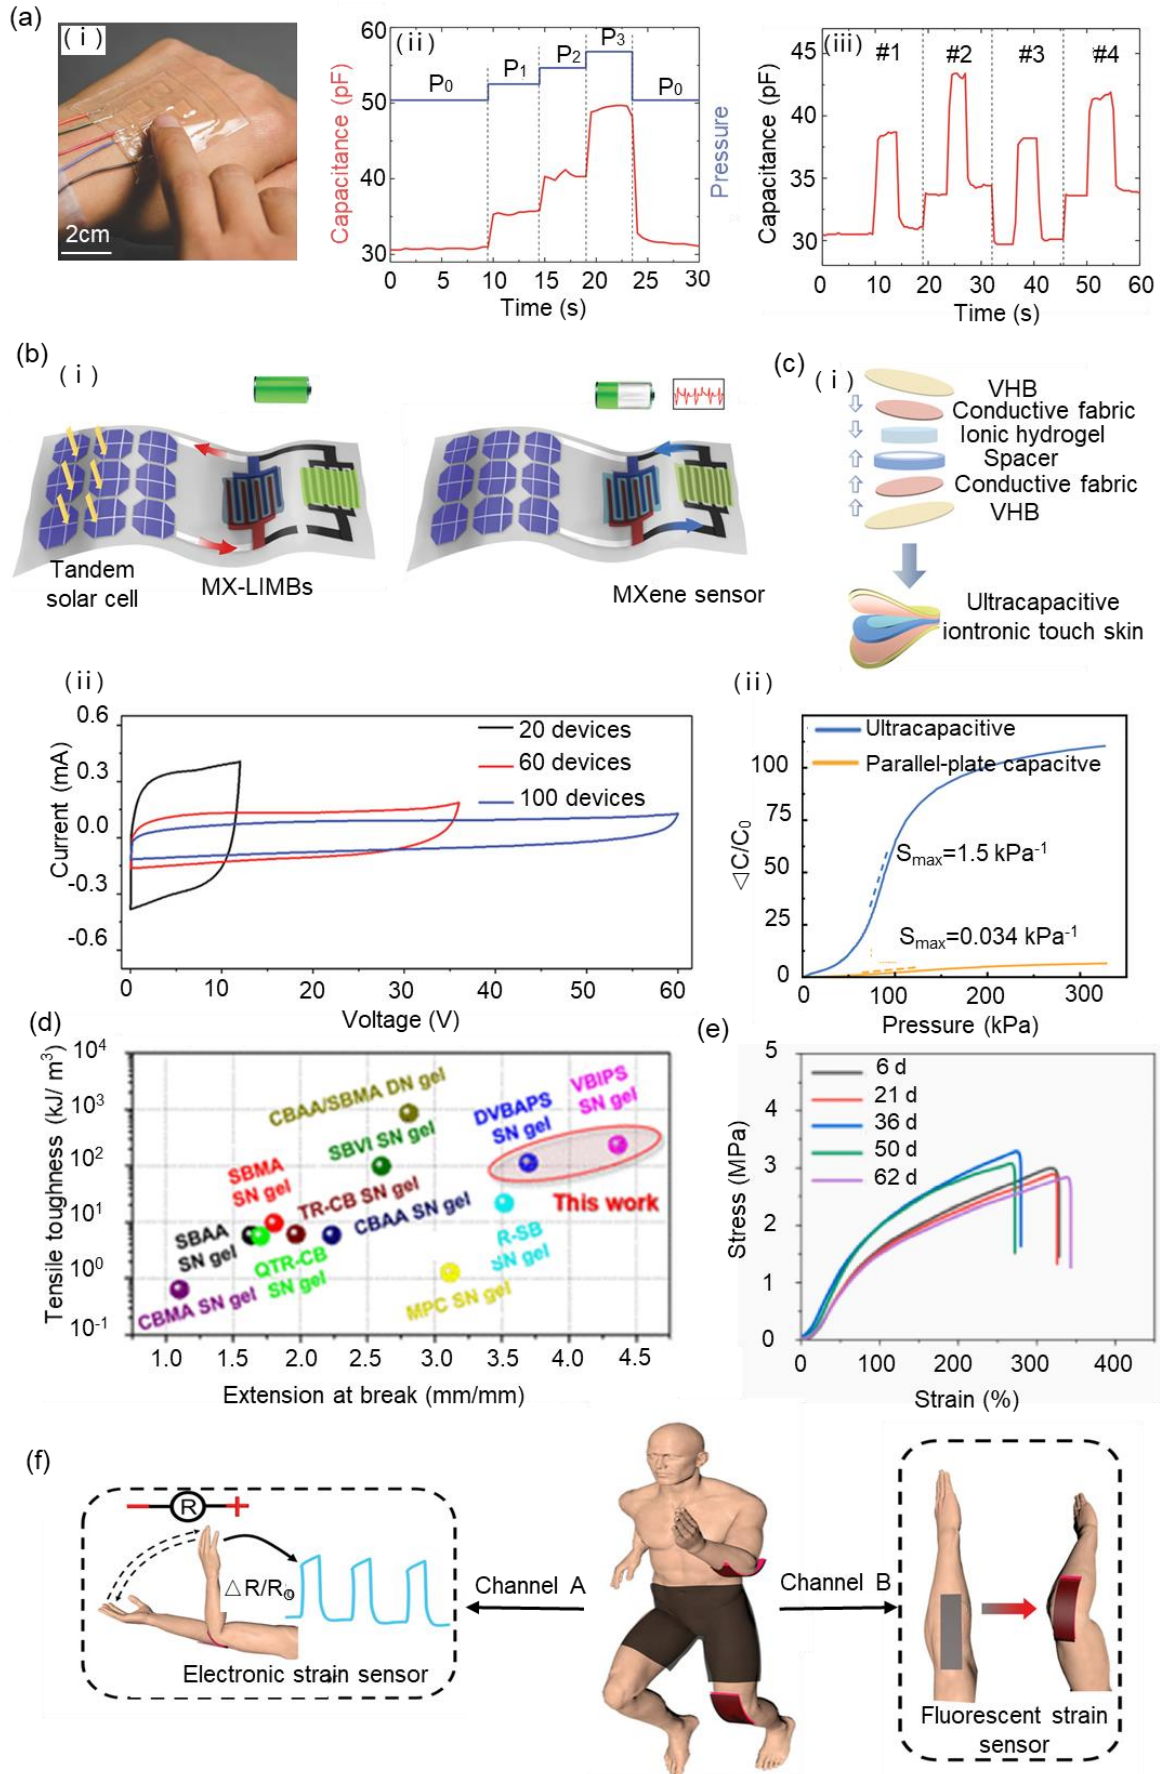 (a)
(i)
2cm
(ii)
60
50
40
30
Capacitance (pF)
Pressure
P0
P1
P2
P3
P0
0
5
10
15
20
25
30
Time (s)
(iii)
45
40
35
30
Capacitance (pF)
#1
#2
#3
#4
0
10
20
30
40
50
60
Time (s)
(b)
(i)
Tandem
solar cell
MX-LIMBs
MXene sensor
(c)
(i)
VHB
Conductive fabric
Ionic hydrogel
Spacer
Conductive fabric
VHB
Ultracapacitive
iontronic touch skin
(ii)
0.6
0.3
0.0
-0.3
-0.6
Current (mA)
20 devices
60 devices
100 devices
0
10
20
30
40
50
60
Voltage (V)
(ii)
100
75
50
25
0
◁C/C0
Ultracapacitive
Parallel-plate capacitve
Smax=1.5 kPa-1
Smax=0.034 kPa-1
0
100
200
300
Pressure (kPa)
(d)
10^4
10^3
10^2
10^1
10^0
10^-1
Tensile toughness (kJ/ m3)
CBAA/SBMA DN gel
VBIPS
SN gel
DVBAPS
SN gel
SBVI SN gel
SBMA
SN gel
TR-CB SN gel
This work
CBAA SN gel
SBAA
SN gel
R-SB
SN gel
QTR-CB
SN gel
MPC SN gel
CBMA SN gel
1.0
1.5
2.0
2.5
3.0
3.5
4.0
4.5
Extension at break (mm/mm)
(e)
5
4
3
2
1
0
Stress (MPa)
6 d
21 d
36 d
50 d
62 d
0
100
200
300
400
Strain (%)
(f)
R
△R/R0
Electronic strain sensor
Channel A
Channel B
Fluorescent strain
sensor